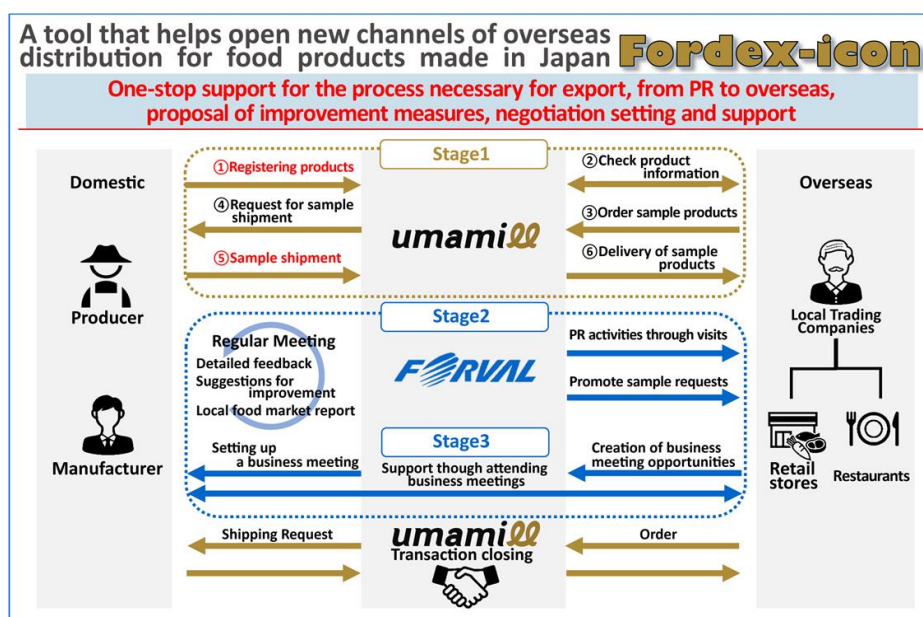 A tool that helps open new channels of overseas
distribution for food products made in Japan
Fordex-icon
One-stop support for the process necessary for export, from PR to overseas,
proposal of improvement measures, negotiation setting and support
Domestic
Producer
Manufacturer
Stage1
①Registering products
②Check product
information
④Request for sample
shipment
③Order sample products
umamill
⑤Sample shipment
⑥Delivery of sample
products
Overseas
Local Trading
Companies
Retail
stores
Restaurants
Stage2
Regular Meeting
Detailed feedback
Suggestions for
improvement
Local food market report
FORVAL
PR activities through visits
Promote sample requests
Stage3
Setting up
a business meeting
Support though attending
business meetings
Creation of business
meeting opportunities
Shipping Request
umamill
Transaction closing
Order